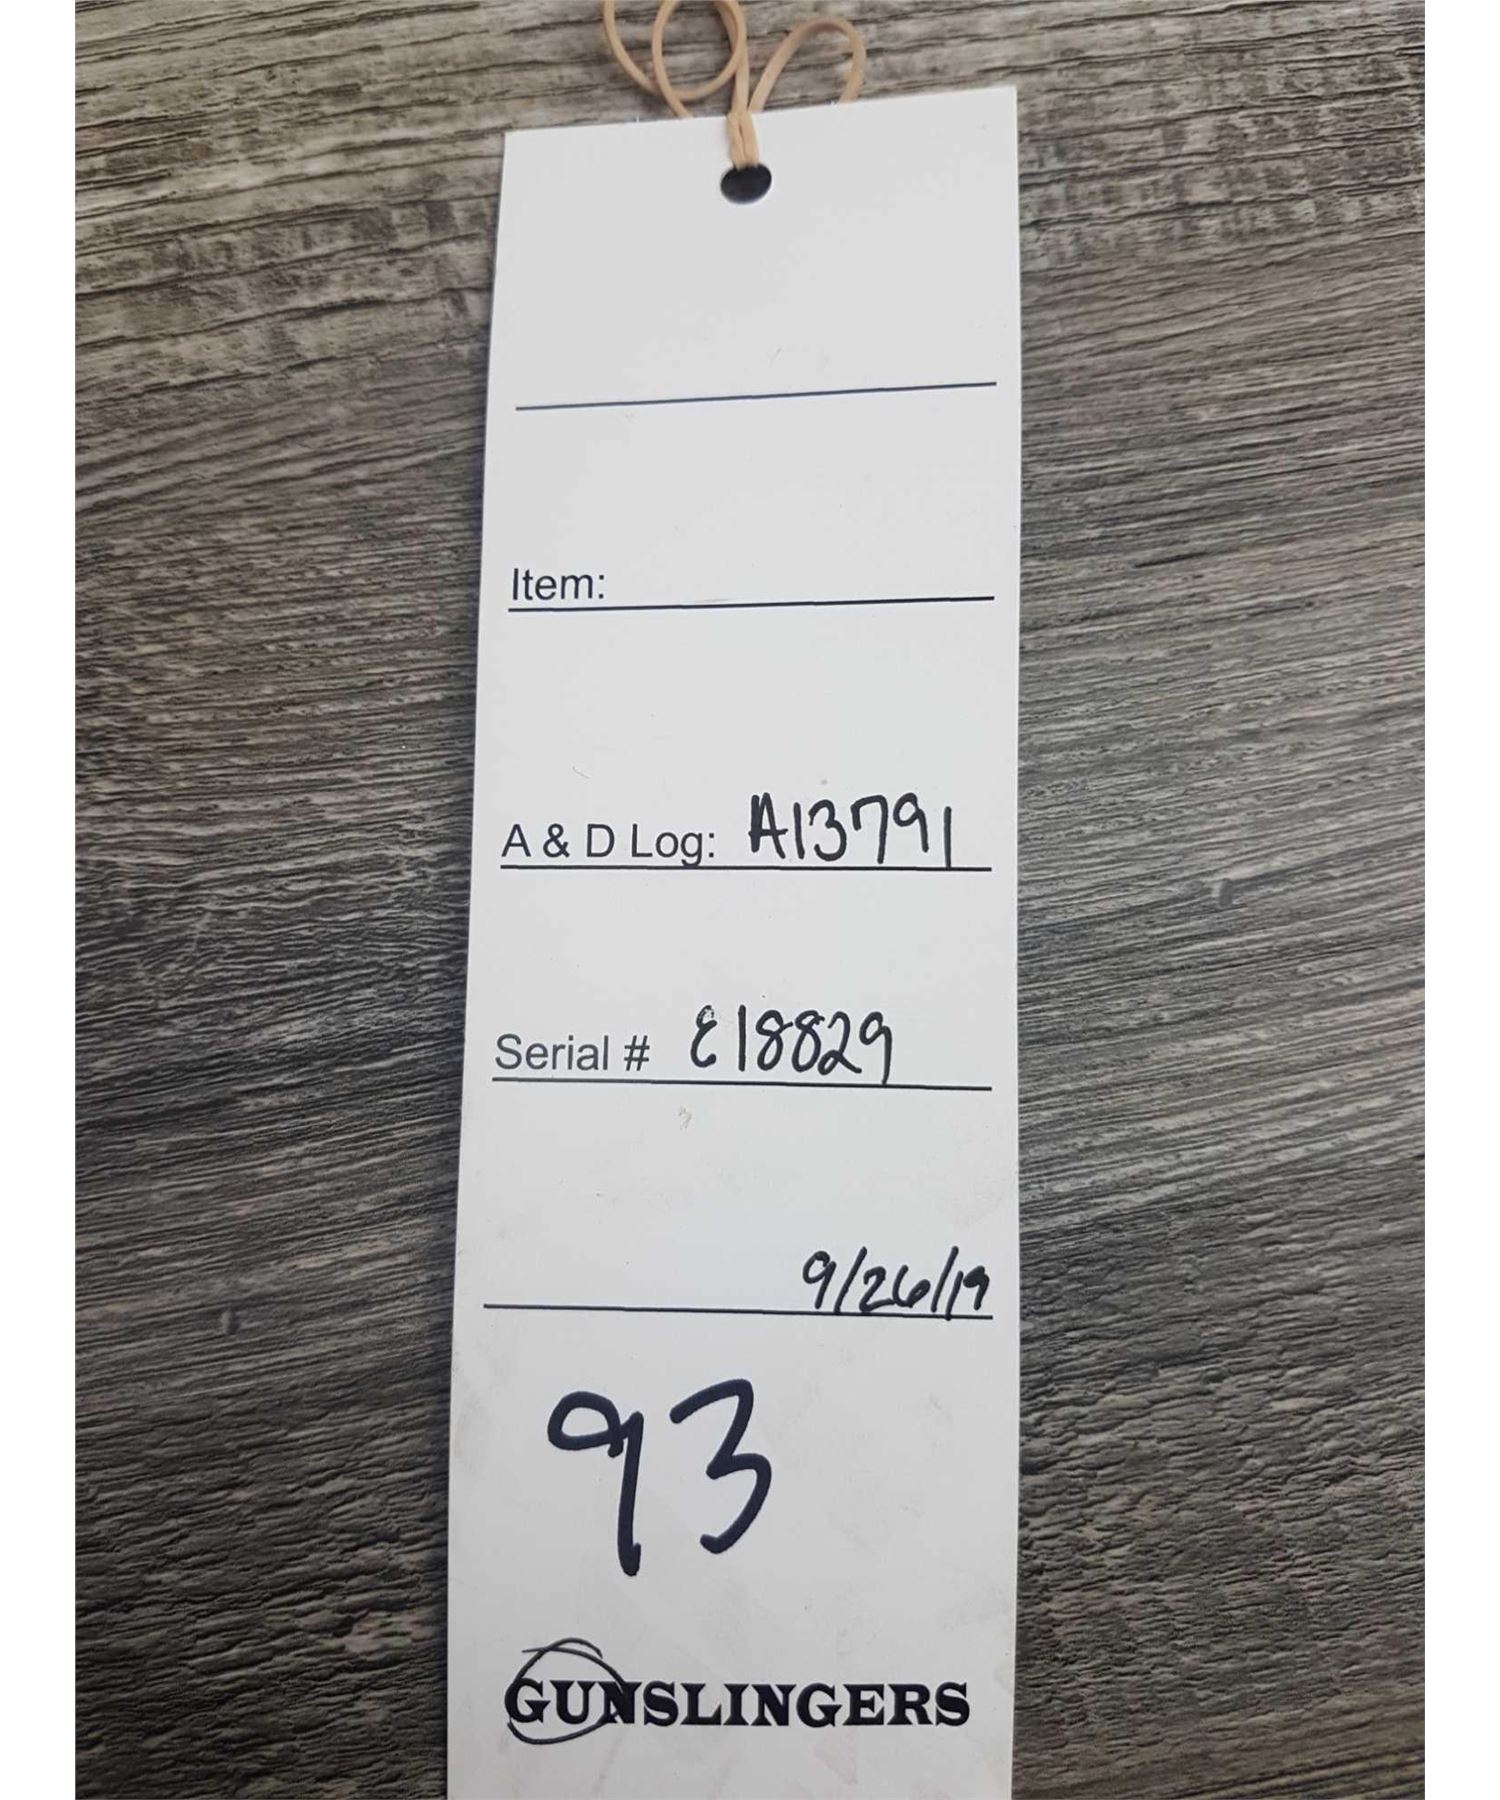 Item:
A & D Log: A13791
Serial # E18829
9/26/19
93
GUNSLINGERS